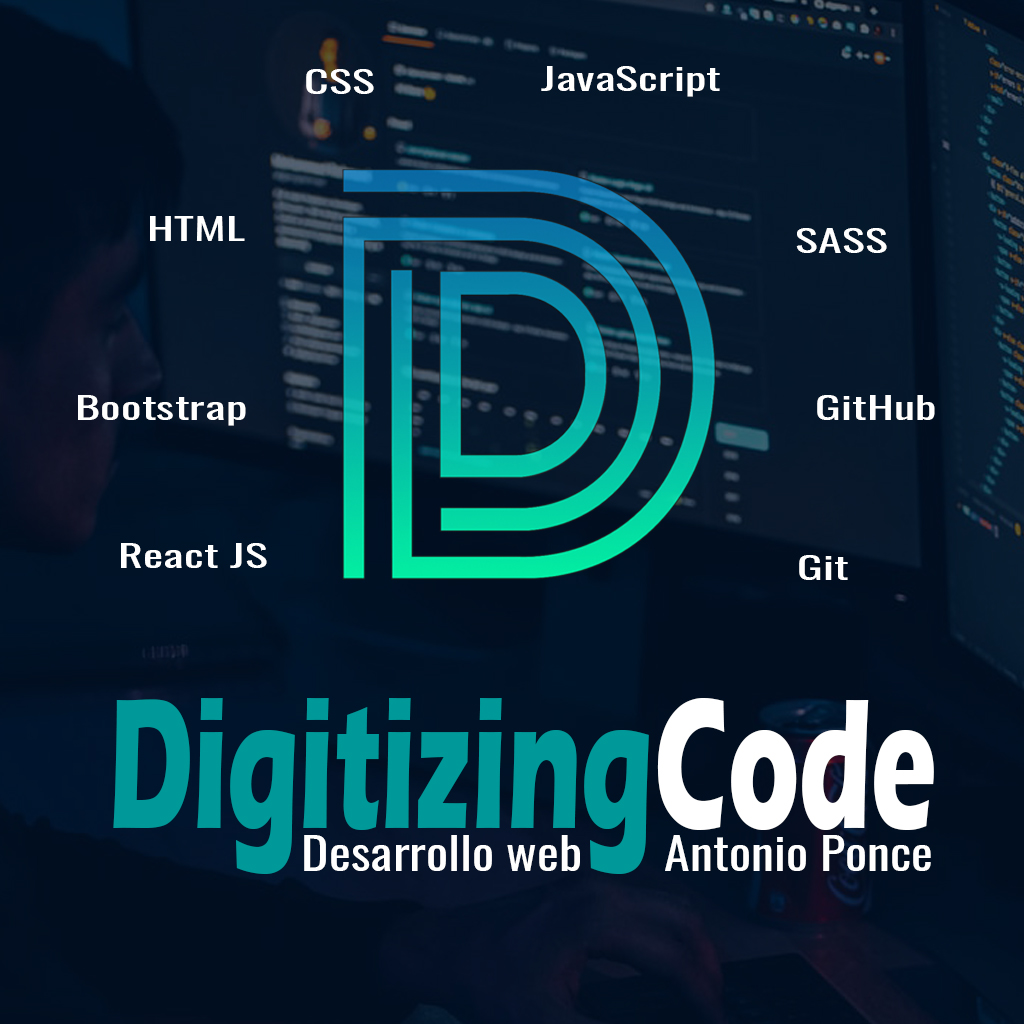 CSS
JavaScript
HTML
SASS
Bootstrap
GitHub
React JS
Git
DigitizingCode
Desarrollo web
Antonio Ponce